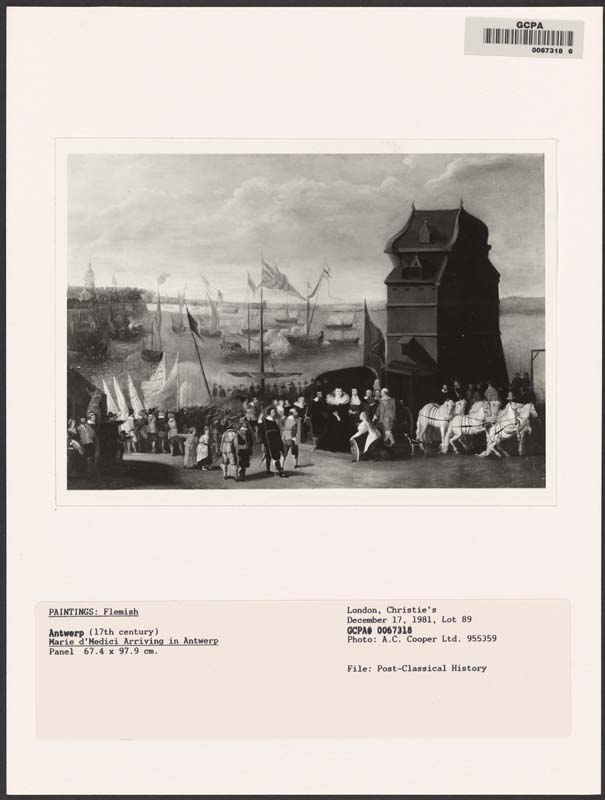 GCPA
0067318 6
PAINTINGS: Flemish
Antwerp (17th century)
Marie d'Medici Arriving in Antwerp
Panel 67.4 x 97.9 cm.
London, Christie's
December 17, 1981, Lot 89
GCPA# 0067318
Photo: A.C. Cooper Ltd. 955359
File: Post-Classical History